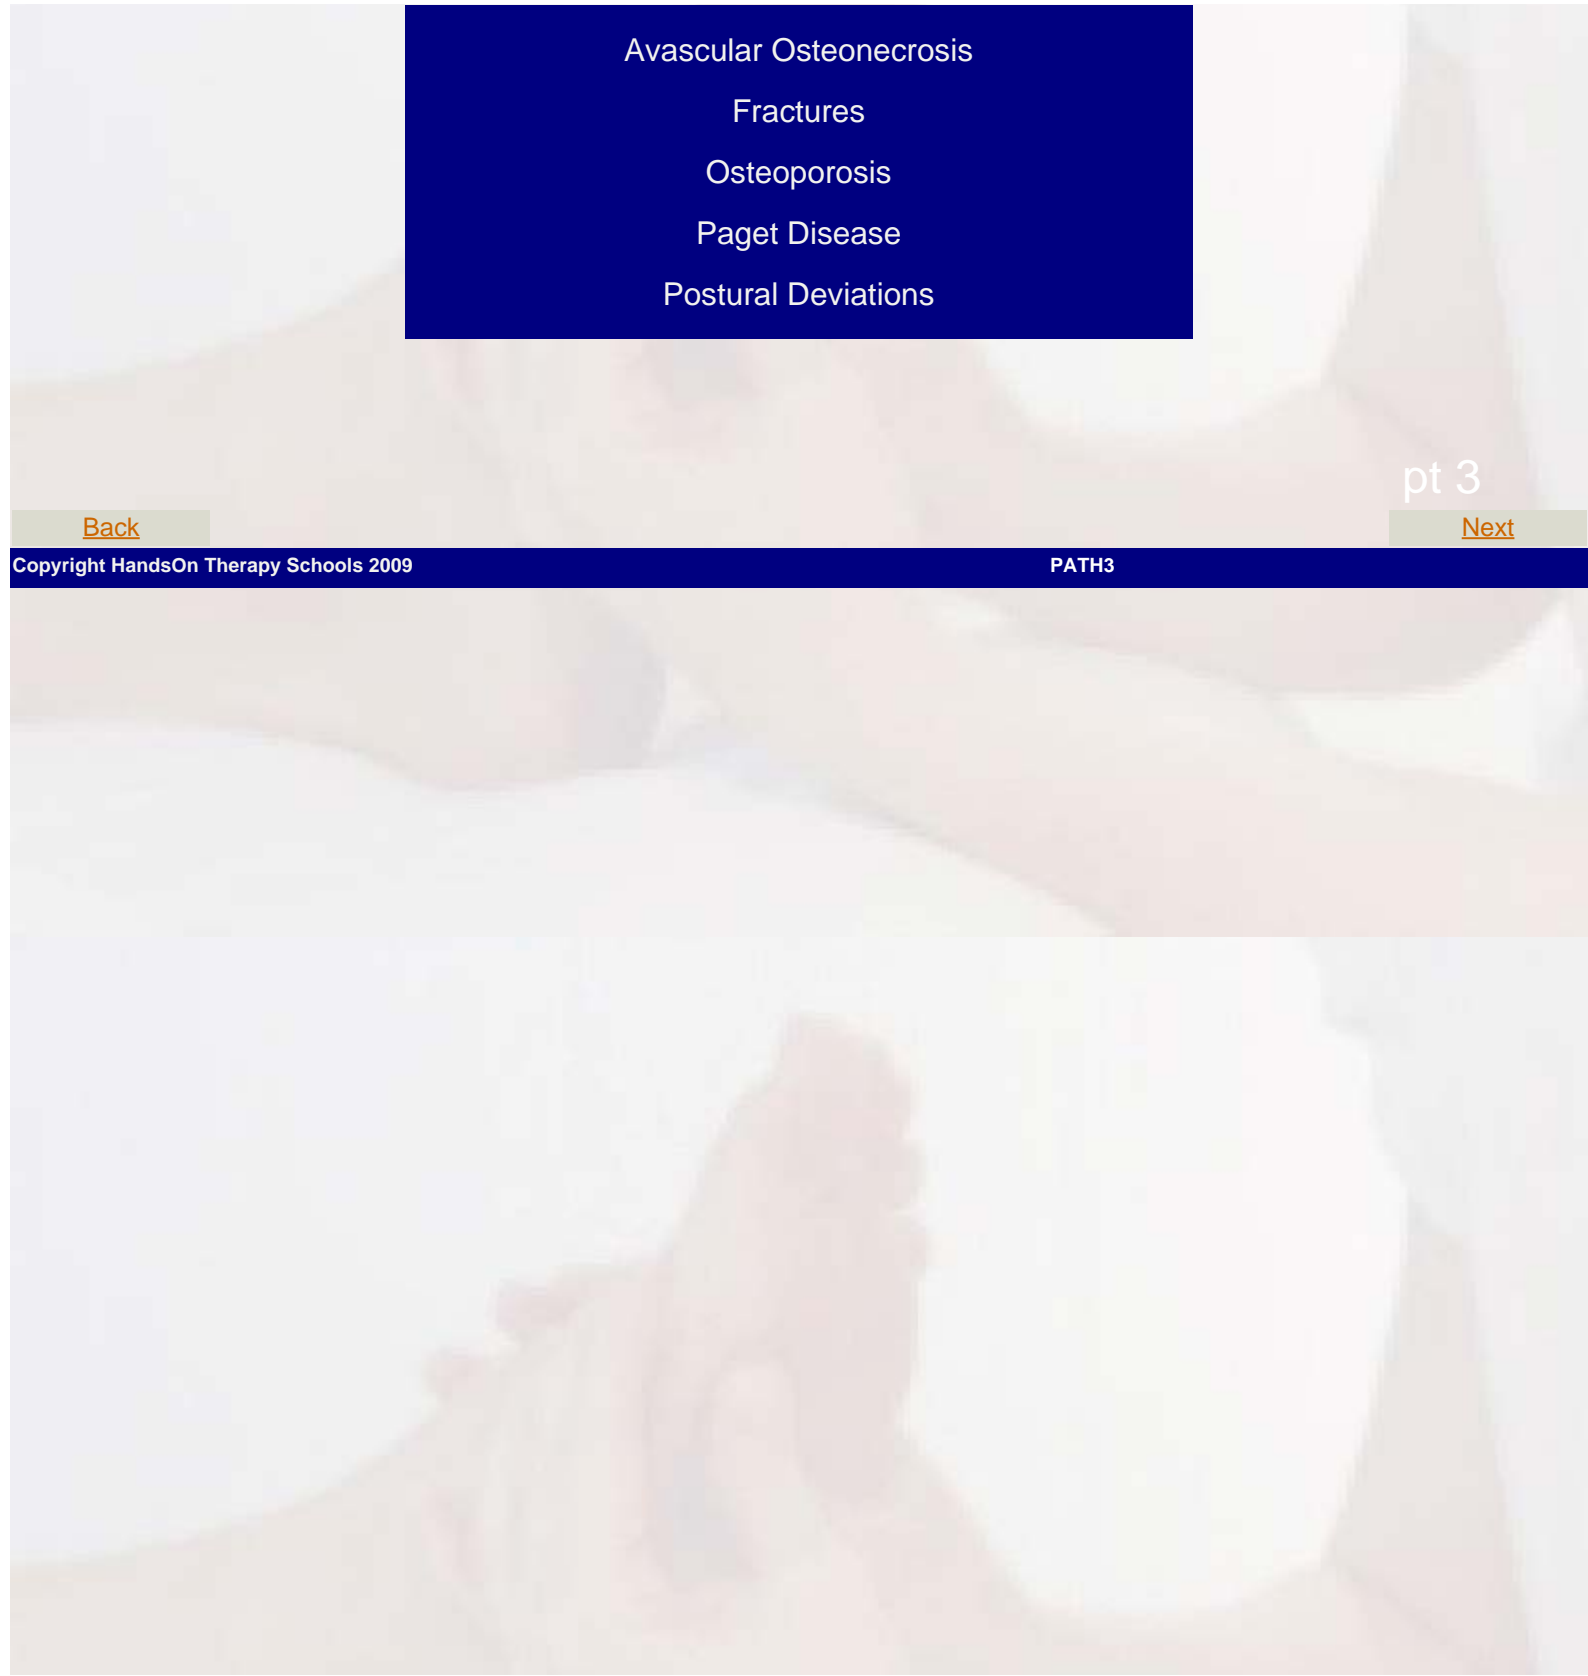 Avascular Osteonecrosis
Fractures
Osteoporosis
Paget Disease
Postural Deviations
pt 3
Back Next
Copyright HandsOn Therapy Schools 2009 PATH3